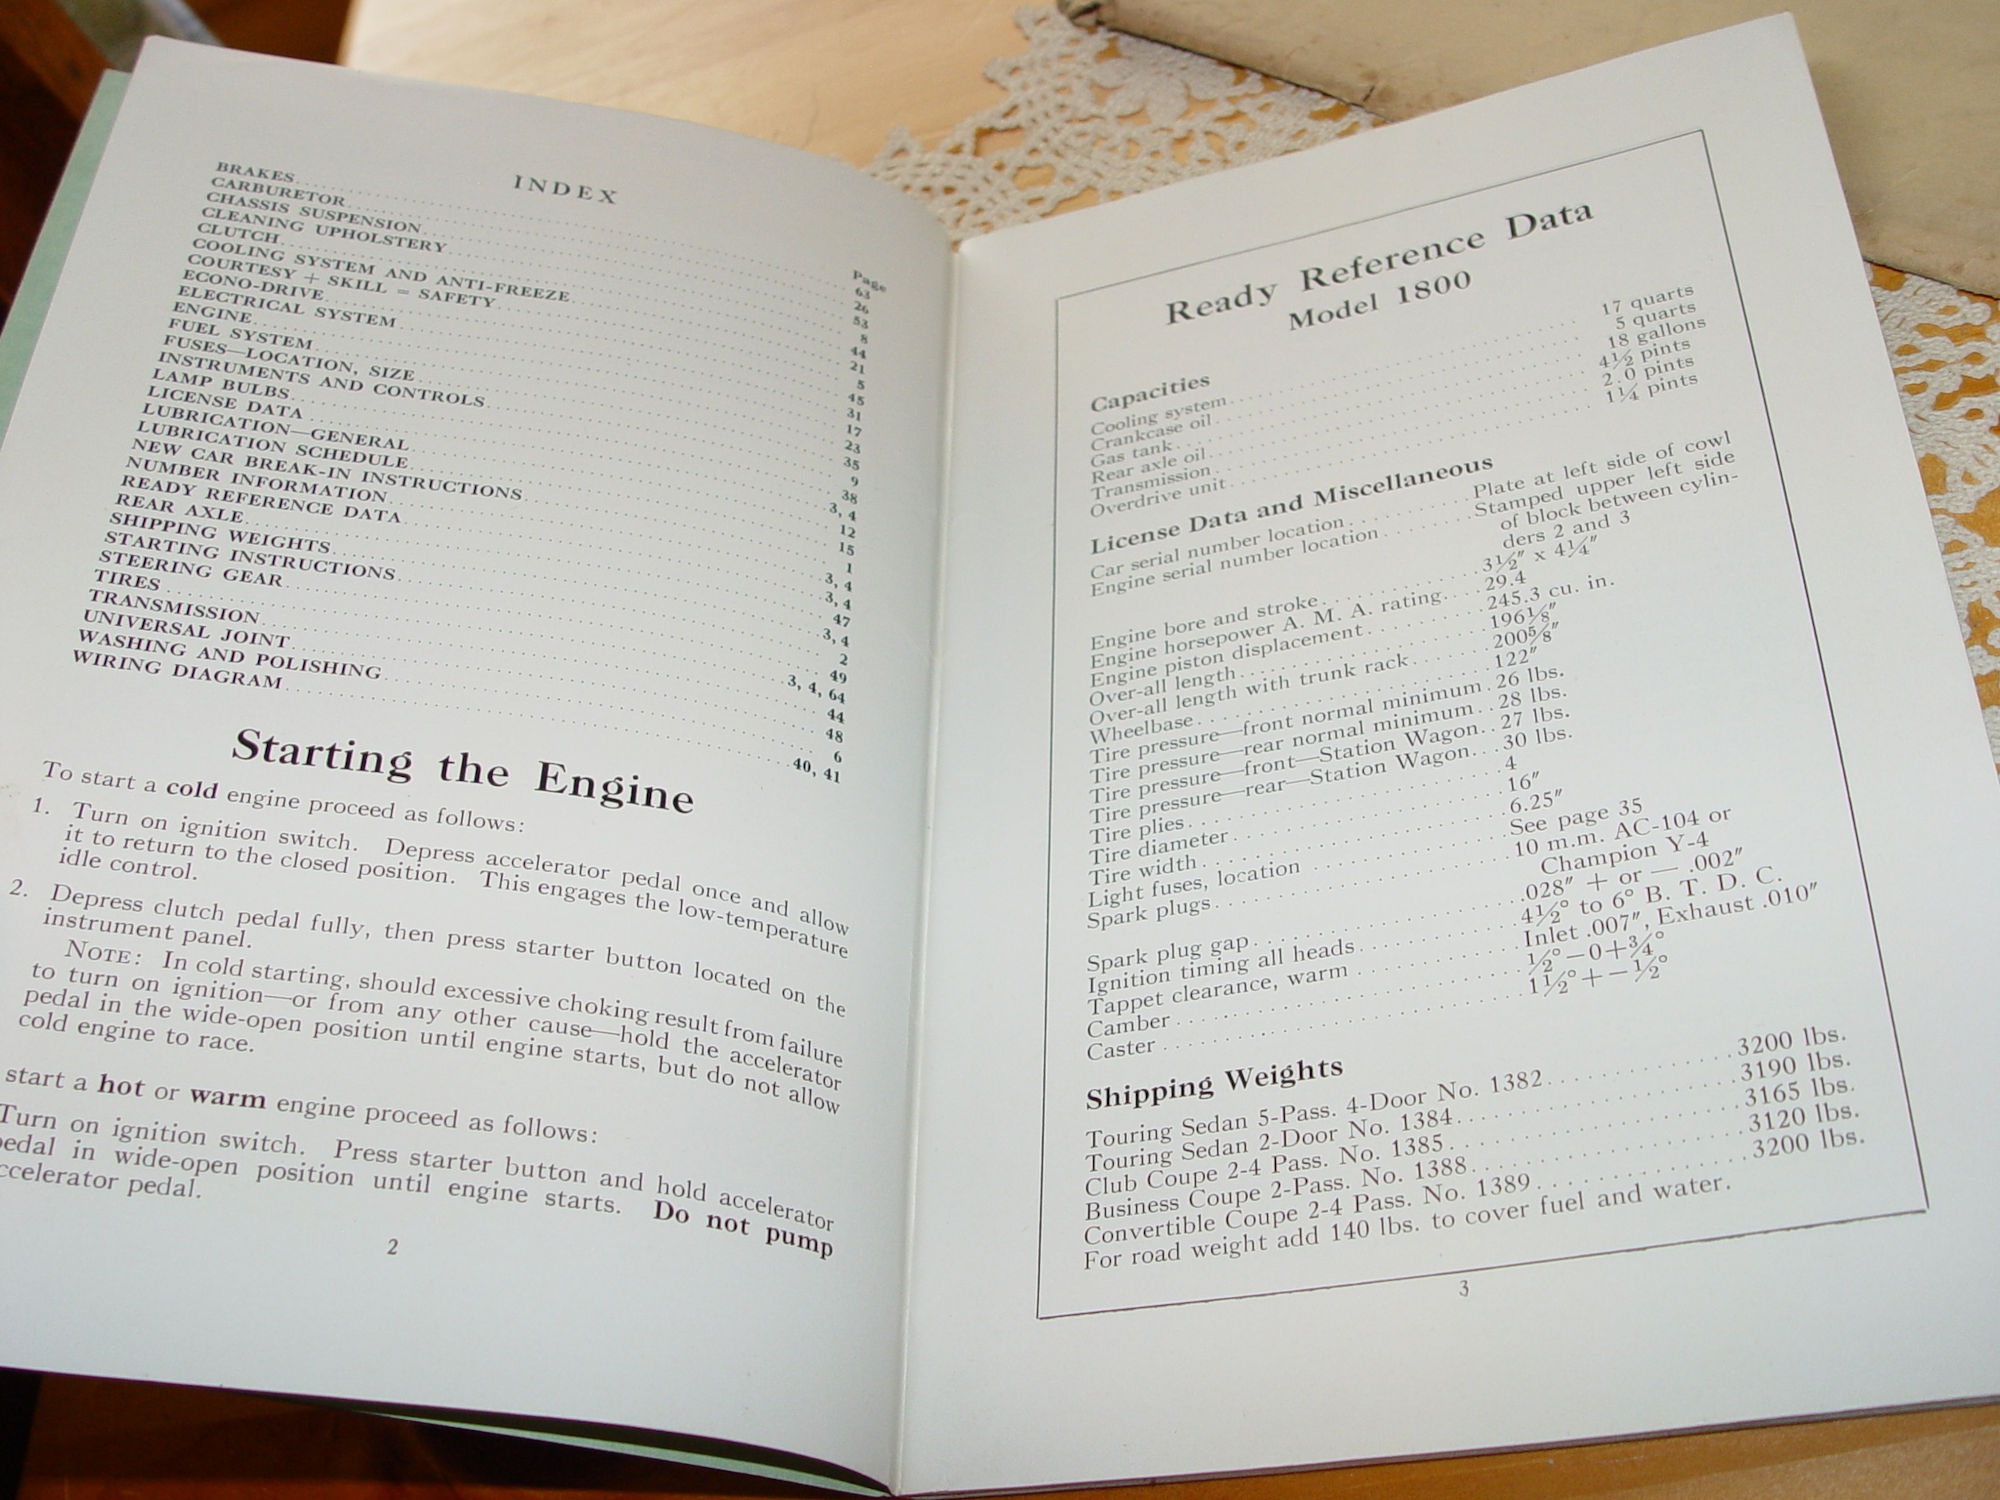 INDEX
Page
BRAKES 63
CARBURETOR 26
CHASSIS SUSPENSION 53
CLEANING UPHOLSTERY 8
CLUTCH 44
COOLING SYSTEM AND ANTI-FREEZE 21
COURTESY + SKILL = SAFETY 5
ECONO-DRIVE 45
ELECTRICAL SYSTEM 31
ENGINE 17
FUEL SYSTEM 23
FUSES—LOCATION, SIZE 35
INSTRUMENTS AND CONTROLS 9
LAMP BULBS 38
LICENSE DATA 3, 4
LUBRICATION—GENERAL 12
LUBRICATION SCHEDULE 15
NEW CAR BREAK-IN INSTRUCTIONS 1
NUMBER INFORMATION 3, 4
READY REFERENCE DATA 3, 4
REAR AXLE 47
SHIPPING WEIGHTS 3, 4
STARTING INSTRUCTIONS 2
STEERING GEAR 49
TIRES 3, 4, 64
TRANSMISSION 44
UNIVERSAL JOINT 48
WASHING AND POLISHING 6
WIRING DIAGRAM 40, 41
Starting the Engine
To start a cold engine proceed as follows:
1. Turn on ignition switch. Depress accelerator pedal once and allow
it to return to the closed position. This engages the low-temperature
idle control.
2. Depress clutch pedal fully, then press starter button located on the
instrument panel.
NOTE: In cold starting, should excessive choking result from failure
to turn on ignition—or from any other cause—hold the accelerator
pedal in the wide-open position until engine starts, but do not allow
cold engine to race.
start a hot or warm engine proceed as follows:
Turn on ignition switch. Press starter button and hold accelerator
pedal in wide-open position until engine starts. Do not pump
ccelerator pedal.
2
Ready Reference Data
Model 1800
Capacities
Cooling system 17 quarts
Crankcase oil 5 quarts
Gas tank 18 gallons
Rear axle oil 4½ pints
Transmission 2.0 pints
Overdrive unit 1¼ pints
License Data and Miscellaneous
Car serial number location Plate at left side of cowl
Engine serial number location Stamped upper left side
of block between cylin-
ders 2 and 3
Engine bore and stroke 3½″ x 4¼″
Engine horsepower A. M. A. rating 29.4
Engine piston displacement 245.3 cu. in.
Over-all length 196⅛″
Over-all length with trunk rack 200⅝″
Wheelbase 122″
Tire pressure—front normal minimum 26 lbs.
Tire pressure—rear normal minimum 28 lbs.
Tire pressure—front—Station Wagon 27 lbs.
Tire pressure—rear—Station Wagon 30 lbs.
Tire plies 4
Tire diameter 16″
Tire width 6.25″
Light fuses, location See page 35
Spark plugs 10 m.m. AC-104 or
Champion Y-4
Spark plug gap .028″ + or — .002″
Ignition timing all heads 4½° to 6° B. T. D. C.
Tappet clearance, warm Inlet .007″, Exhaust .010″
Camber ½°−0+¾°
Caster 1½°+−½°
Shipping Weights
Touring Sedan 5-Pass. 4-Door No. 1382 3200 lbs.
Touring Sedan 2-Door No. 1384 3190 lbs.
Club Coupe 2-4 Pass. No. 1385 3165 lbs.
Business Coupe 2-Pass. No. 1388 3120 lbs.
Convertible Coupe 2-4 Pass. No. 1389 3200 lbs.
For road weight add 140 lbs. to cover fuel and water.
3